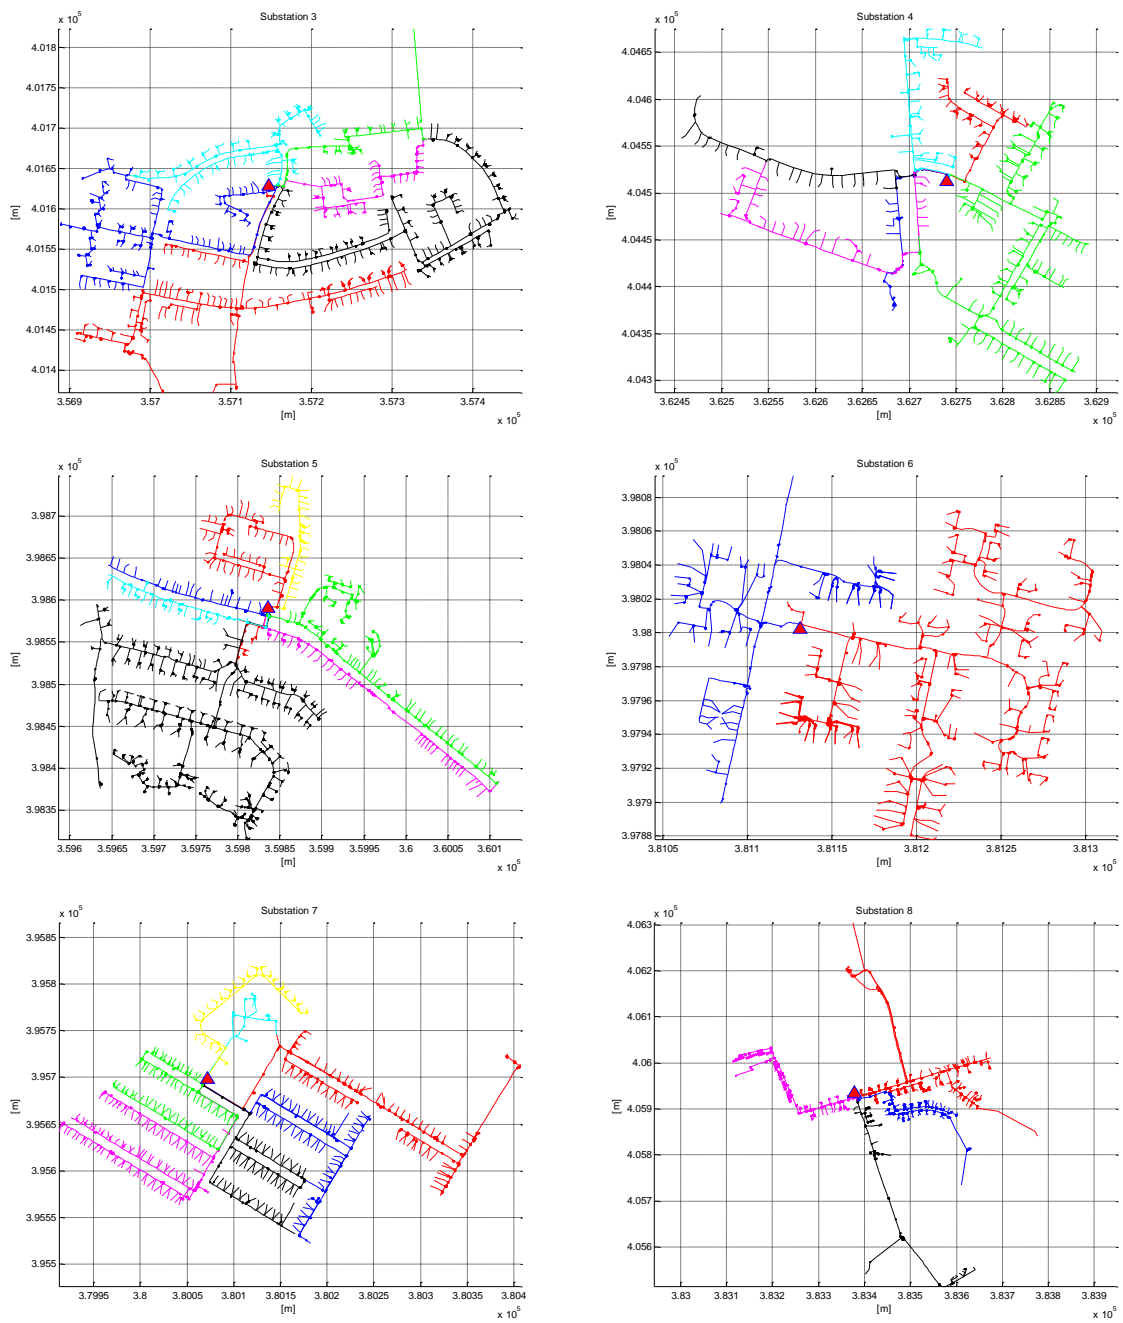 Substation 3
x 10^5
4.018
4.0175
4.017
4.0165
4.016
4.0155
4.015
4.0145
4.014
[m]
3.569 3.57 3.571 3.572 3.573 3.574
[m]
x 10^5
Substation 4
x 10^5
4.0465
4.046
4.0455
4.045
4.0445
4.044
4.0435
4.043
[m]
3.6245 3.625 3.6255 3.626 3.6265 3.627 3.6275 3.628 3.6285 3.629
[m]
x 10^5
Substation 5
x 10^5
3.987
3.9865
3.986
3.9855
3.985
3.9845
3.984
3.9835
[m]
3.596 3.5965 3.597 3.5975 3.598 3.5985 3.599 3.5995 3.6 3.6005 3.601
[m]
x 10^5
Substation 6
x 10^5
3.9808
3.9806
3.9804
3.9802
3.98
3.9798
3.9796
3.9794
3.9792
3.979
3.9788
[m]
3.8105 3.811 3.8115 3.812 3.8125 3.813
[m]
x 10^5
Substation 7
x 10^5
3.9585
3.958
3.9575
3.957
3.9565
3.956
3.9555
3.955
[m]
3.7995 3.80 3.8005 3.801 3.8015 3.802 3.8025 3.803 3.8035 3.804
[m]
x 10^5
Substation 8
x 10^5
4.063
4.062
4.061
4.06
4.059
4.058
4.057
4.056
[m]
3.83 3.831 3.832 3.833 3.834 3.835 3.836 3.837 3.838 3.839
[m]
x 10^5